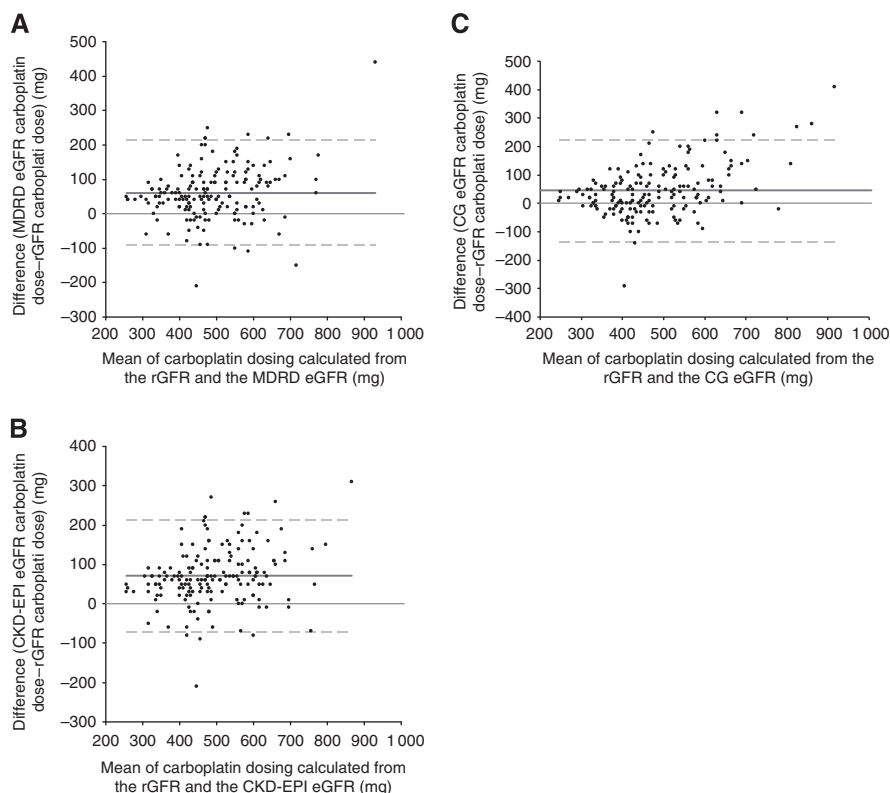 A
Difference (MDRD eGFR carboplatin
dose–rGFR carboplati dose) (mg)
500
400
300
200
100
0
–100
–200
–300
200 300 400 500 600 700 800 900 1 000
Mean of carboplatin dosing calculated from
the rGFR and the MDRD eGFR (mg)
C
Difference (CG eGFR carboplatin
dose–rGFR carboplati dose) (mg)
500
400
300
200
100
0
–100
–200
–300
–400
200 300 400 500 600 700 800 900 1 000
Mean of carboplatin dosing calculated from the
rGFR and the CG eGFR (mg)
B
Difference (CKD-EPI eGFR carboplatin
dose–rGFR carboplati dose) (mg)
400
300
200
100
0
–100
–200
–300
200 300 400 500 600 700 800 900 1 000
Mean of carboplatin dosing calculated from
the rGFR and the CKD-EPI eGFR (mg)